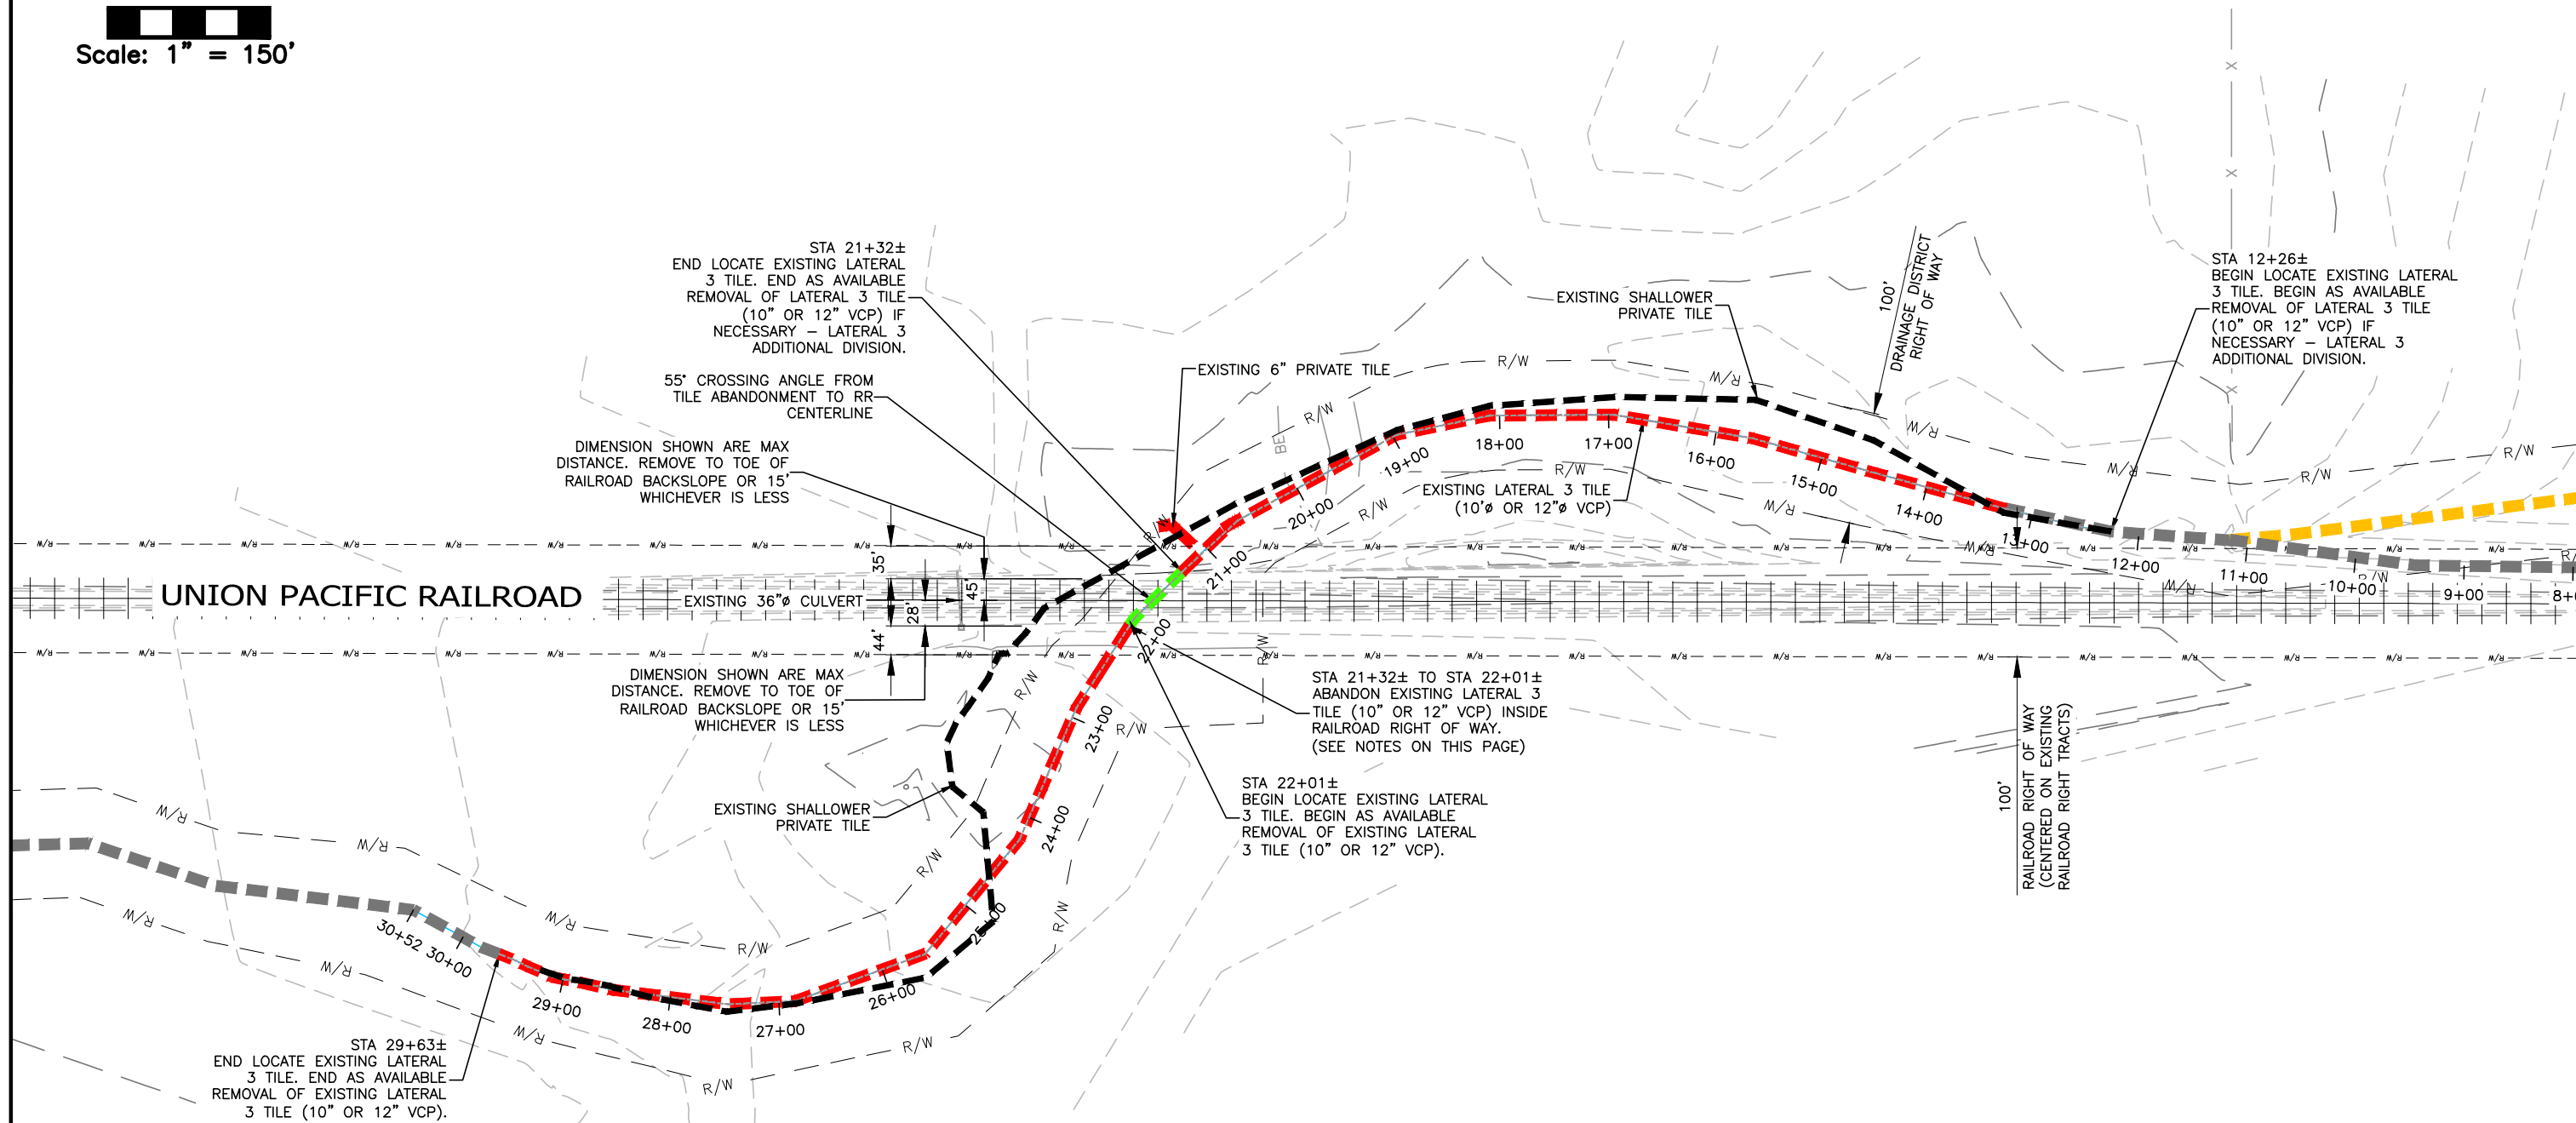 Scale: 1” = 150’
STA 21+32±
END LOCATE EXISTING LATERAL
3 TILE. END AS AVAILABLE
REMOVAL OF LATERAL 3 TILE
(10” OR 12” VCP) IF
NECESSARY – LATERAL 3
ADDITIONAL DIVISION.
55° CROSSING ANGLE FROM
TILE ABANDONMENT TO RR
CENTERLINE
DIMENSION SHOWN ARE MAX
DISTANCE. REMOVE TO TOE OF
RAILROAD BACKSLOPE OR 15’
WHICHEVER IS LESS
EXISTING 6” PRIVATE TILE
EXISTING SHALLOWER
PRIVATE TILE
100’
DRAINAGE DISTRICT
RIGHT OF WAY
STA 12+26±
BEGIN LOCATE EXISTING LATERAL
3 TILE. BEGIN AS AVAILABLE
REMOVAL OF LATERAL 3 TILE
(10” OR 12” VCP) IF
NECESSARY – LATERAL 3
ADDITIONAL DIVISION.
EXISTING LATERAL 3 TILE
(10’ø OR 12”ø VCP)
BE
R/W
R/W
R/W
R/W
R/W
R/W
R/W
R/W
R/W
R/W
R/W
R/W
R/W
R/W
8+0
9+00
10+00
11+00
12+00
13+00
14+00
15+00
16+00
17+00
18+00
19+00
20+00
21+00
22+00
23+00
24+00
25+00
26+00
27+00
28+00
29+00
30+00
30+52
UNION PACIFIC RAILROAD
EXISTING 36”ø CULVERT
35’
45’
28’
44’
DIMENSION SHOWN ARE MAX
DISTANCE. REMOVE TO TOE OF
RAILROAD BACKSLOPE OR 15’
WHICHEVER IS LESS
STA 21+32± TO STA 22+01±
ABANDON EXISTING LATERAL 3
TILE (10” OR 12” VCP) INSIDE
RAILROAD RIGHT OF WAY.
(SEE NOTES ON THIS PAGE)
STA 22+01±
BEGIN LOCATE EXISTING LATERAL
3 TILE. BEGIN AS AVAILABLE
REMOVAL OF EXISTING LATERAL
3 TILE (10” OR 12” VCP).
100’
RAILROAD RIGHT OF WAY
(CENTERED ON EXISTING
RAILROAD RIGHT TRACTS)
EXISTING SHALLOWER
PRIVATE TILE
R/W
R/W
R/W
R/W
R/W
R/W
R/W
R/W
R/W
R/W
R/W
R/W
R/W
R/W
STA 29+63±
END LOCATE EXISTING LATERAL
3 TILE. END AS AVAILABLE
REMOVAL OF EXISTING LATERAL
3 TILE (10” OR 12” VCP).